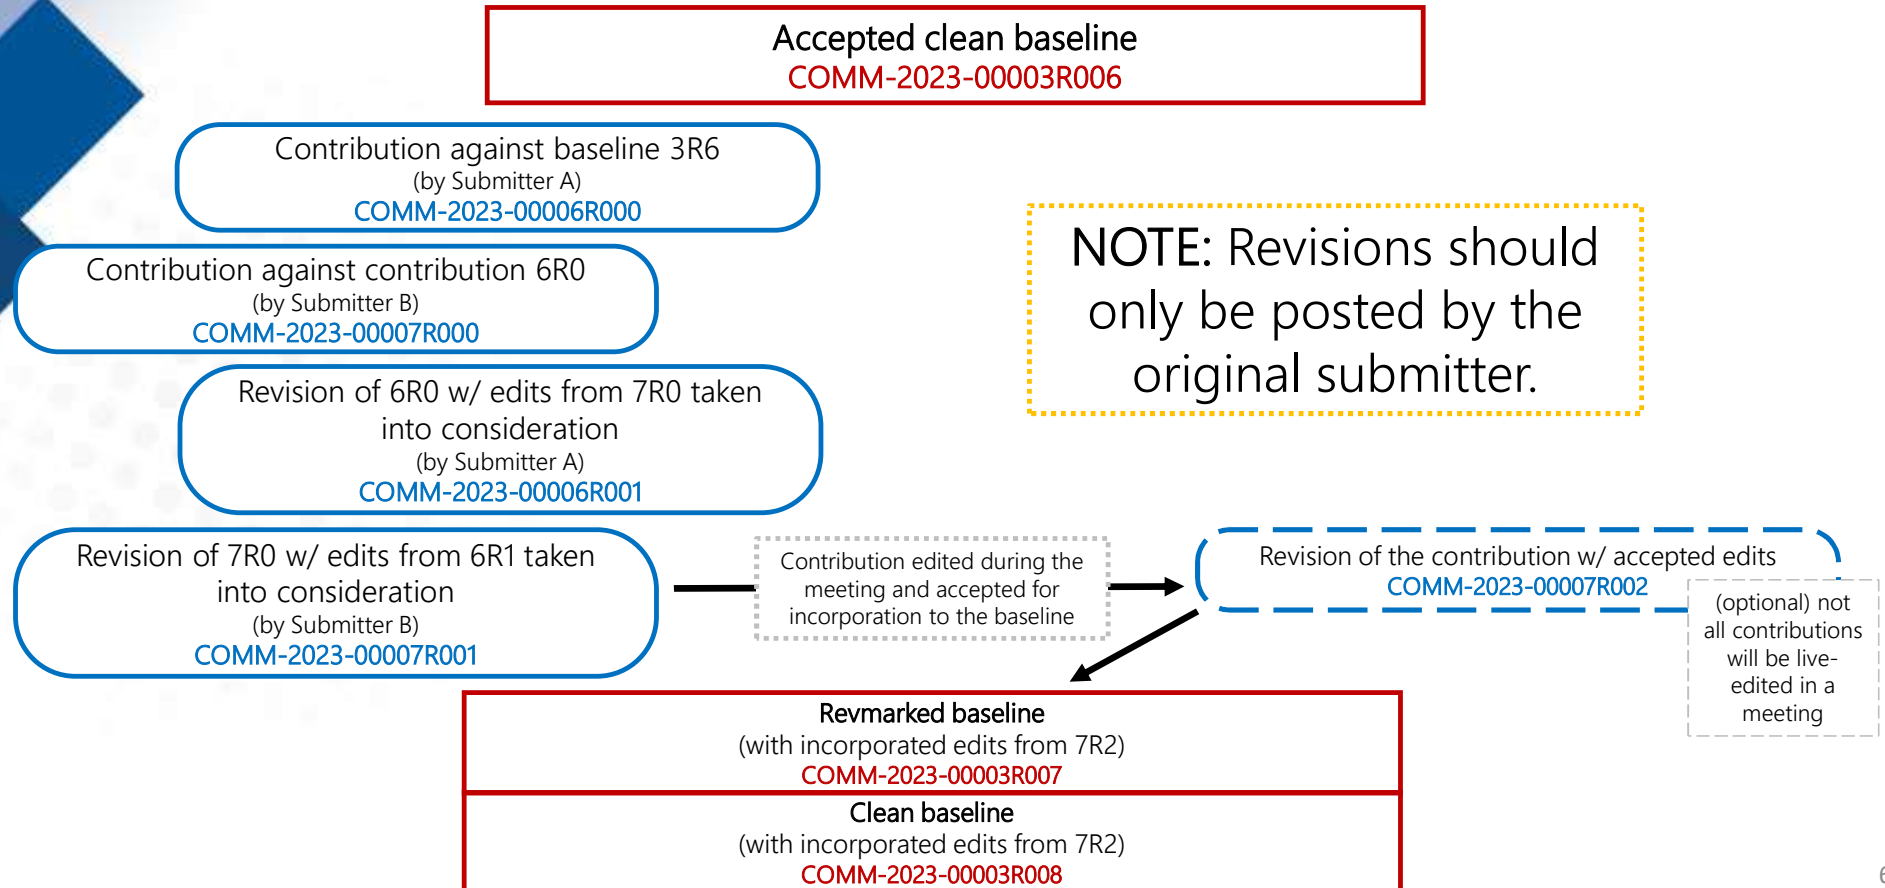 Accepted clean baseline
COMM-2023-00003R006
Contribution against baseline 3R6
(by Submitter A)
COMM-2023-00006R000
Contribution against contribution 6R0
(by Submitter B)
COMM-2023-00007R000
NOTE: Revisions should
only be posted by the
original submitter.
Revision of 6R0 w/ edits from 7R0 taken
into consideration
(by Submitter A)
COMM-2023-00006R001
Revision of 7R0 w/ edits from 6R1 taken
into consideration
(by Submitter B)
COMM-2023-00007R001
Contribution edited during the
meeting and accepted for
incorporation to the baseline
Revision of the contribution w/ accepted edits
COMM-2023-00007R002
(optional) not
all contributions
will be live-
edited in a
meeting
Revmarked baseline
(with incorporated edits from 7R2)
COMM-2023-00003R007
Clean baseline
(with incorporated edits from 7R2)
COMM-2023-00003R008